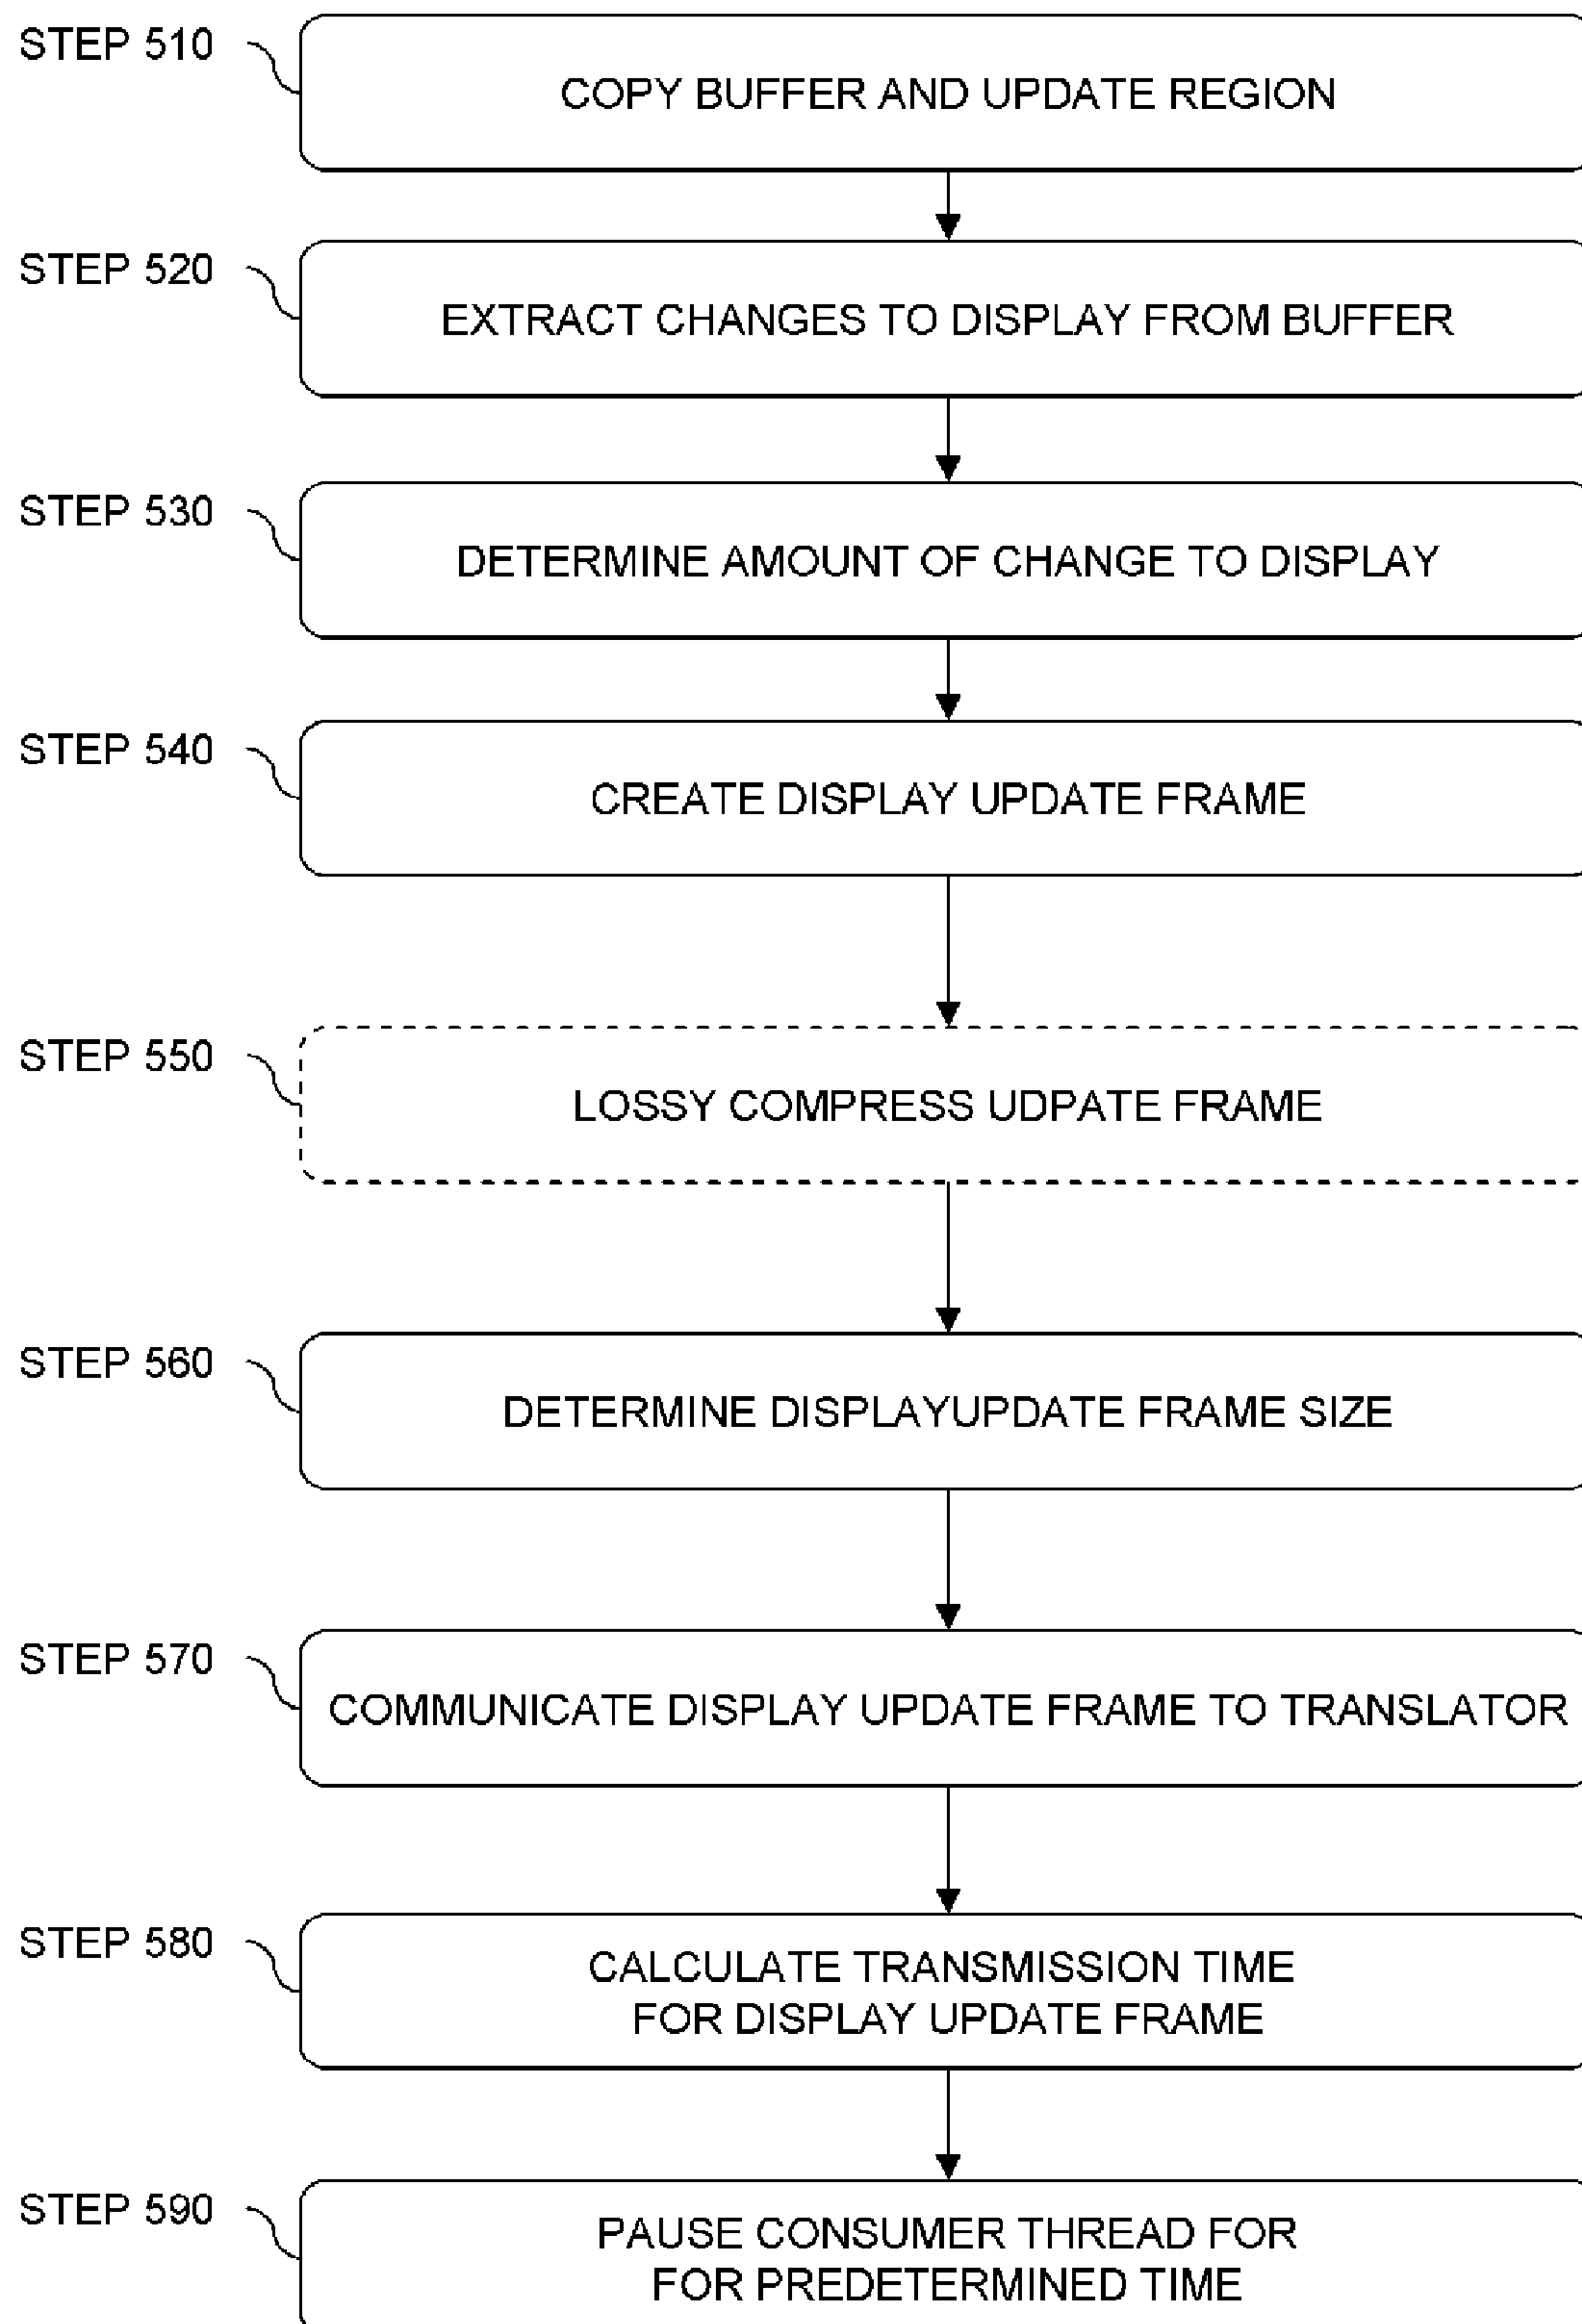 STEP 510
COPY BUFFER AND UPDATE REGION
STEP 520
EXTRACT CHANGES TO DISPLAY FROM BUFFER
STEP 530
DETERMINE AMOUNT OF CHANGE TO DISPLAY
STEP 540
CREATE DISPLAY UPDATE FRAME
STEP 550
LOSSY COMPRESS UDPATE FRAME
STEP 560
DETERMINE DISPLAYUPDATE FRAME SIZE
STEP 570
COMMUNICATE DISPLAY UPDATE FRAME TO TRANSLATOR
STEP 580
CALCULATE TRANSMISSION TIME
FOR DISPLAY UPDATE FRAME
STEP 590
PAUSE CONSUMER THREAD FOR
FOR PREDETERMINED TIME